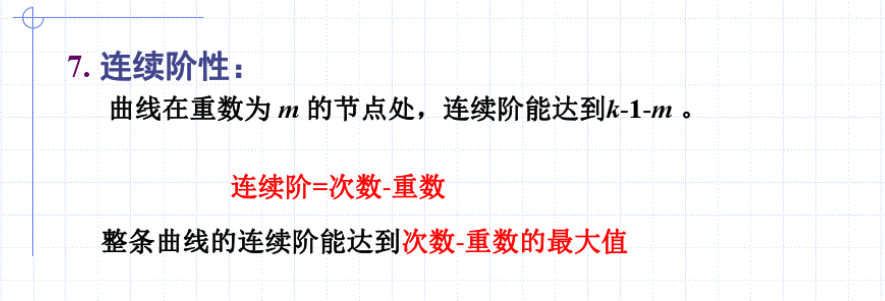 7. 连续阶性：
曲线在重数为 m 的节点处，连续阶能达到k-1-m 。
连续阶=次数-重数
整条曲线的连续阶能达到次数-重数的最大值